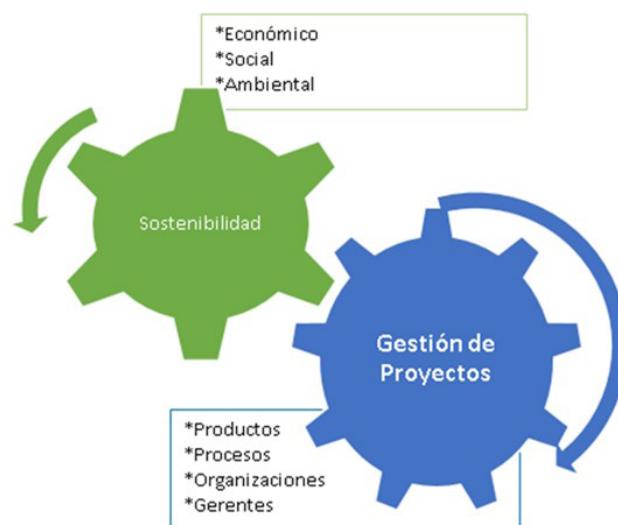 *Económico
*Social
*Ambiental
Sostenibilidad
Gestión de
Proyectos
*Productos
*Procesos
*Organizaciones
*Gerentes